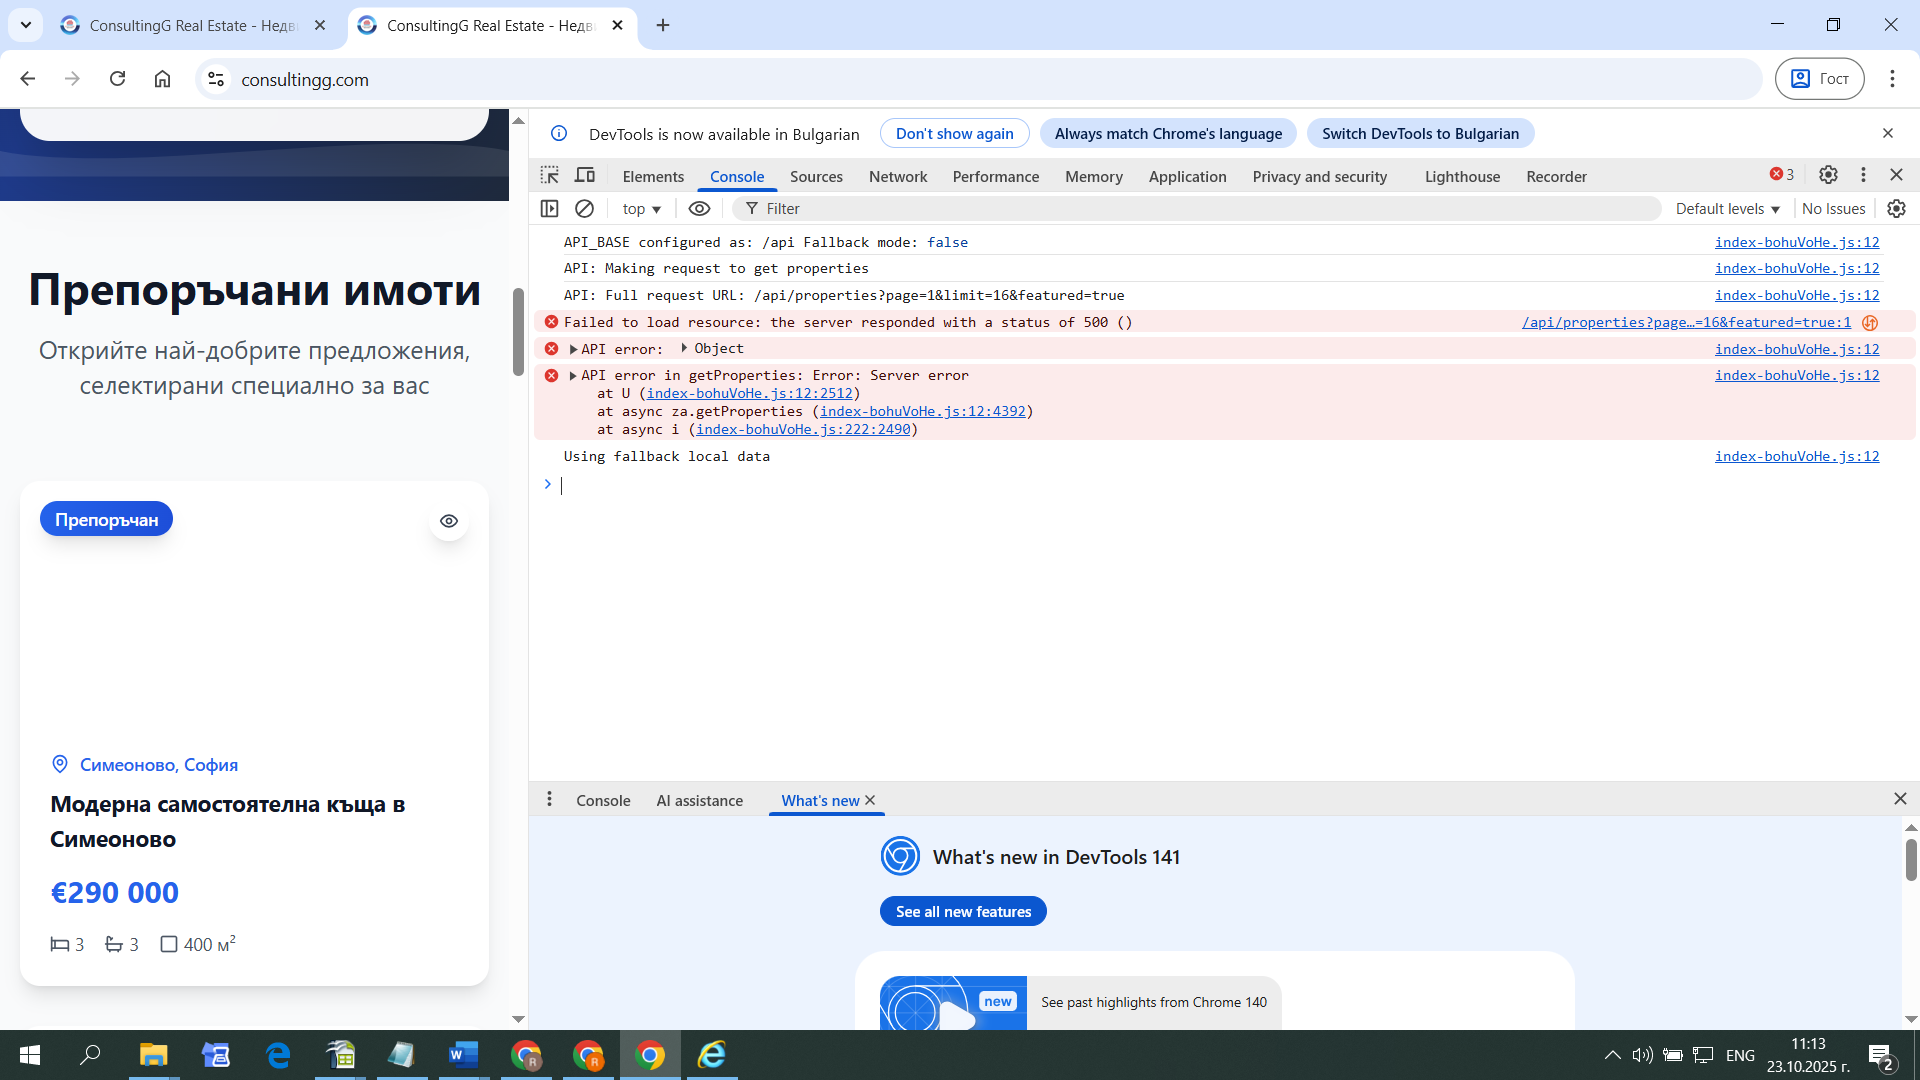 ConsultingG Real Estate - Недви
ConsultingG Real Estate - Недви
consultingg.com
Гост
Препоръчани имоти
Открийте най-добрите предложения,
селектирани специално за вас
Препоръчан
Симеоново, София
Модерна самостоятелна къща в
Симеоново
€290 000
3 3 400 м²
DevTools is now available in Bulgarian Don't show again Always match Chrome's language Switch DevTools to Bulgarian
Elements Console Sources Network Performance Memory Application Privacy and security Lighthouse Recorder 3
top Filter Default levels No Issues
API_BASE configured as: /api Fallback mode: false index-bohuVoHe.js:12
API: Making request to get properties index-bohuVoHe.js:12
API: Full request URL: /api/properties?page=1&limit=16&featured=true index-bohuVoHe.js:12
Failed to load resource: the server responded with a status of 500 () /api/properties?page…=16&featured=true:1
API error: Object index-bohuVoHe.js:12
API error in getProperties: Error: Server error index-bohuVoHe.js:12
at U (index-bohuVoHe.js:12:2512)
at async za.getProperties (index-bohuVoHe.js:12:4392)
at async i (index-bohuVoHe.js:222:2490)
Using fallback local data index-bohuVoHe.js:12
Console AI assistance What's new
What's new in DevTools 141
See all new features
new
See past highlights from Chrome 140
ENG
11:13
23.10.2025 г.
2